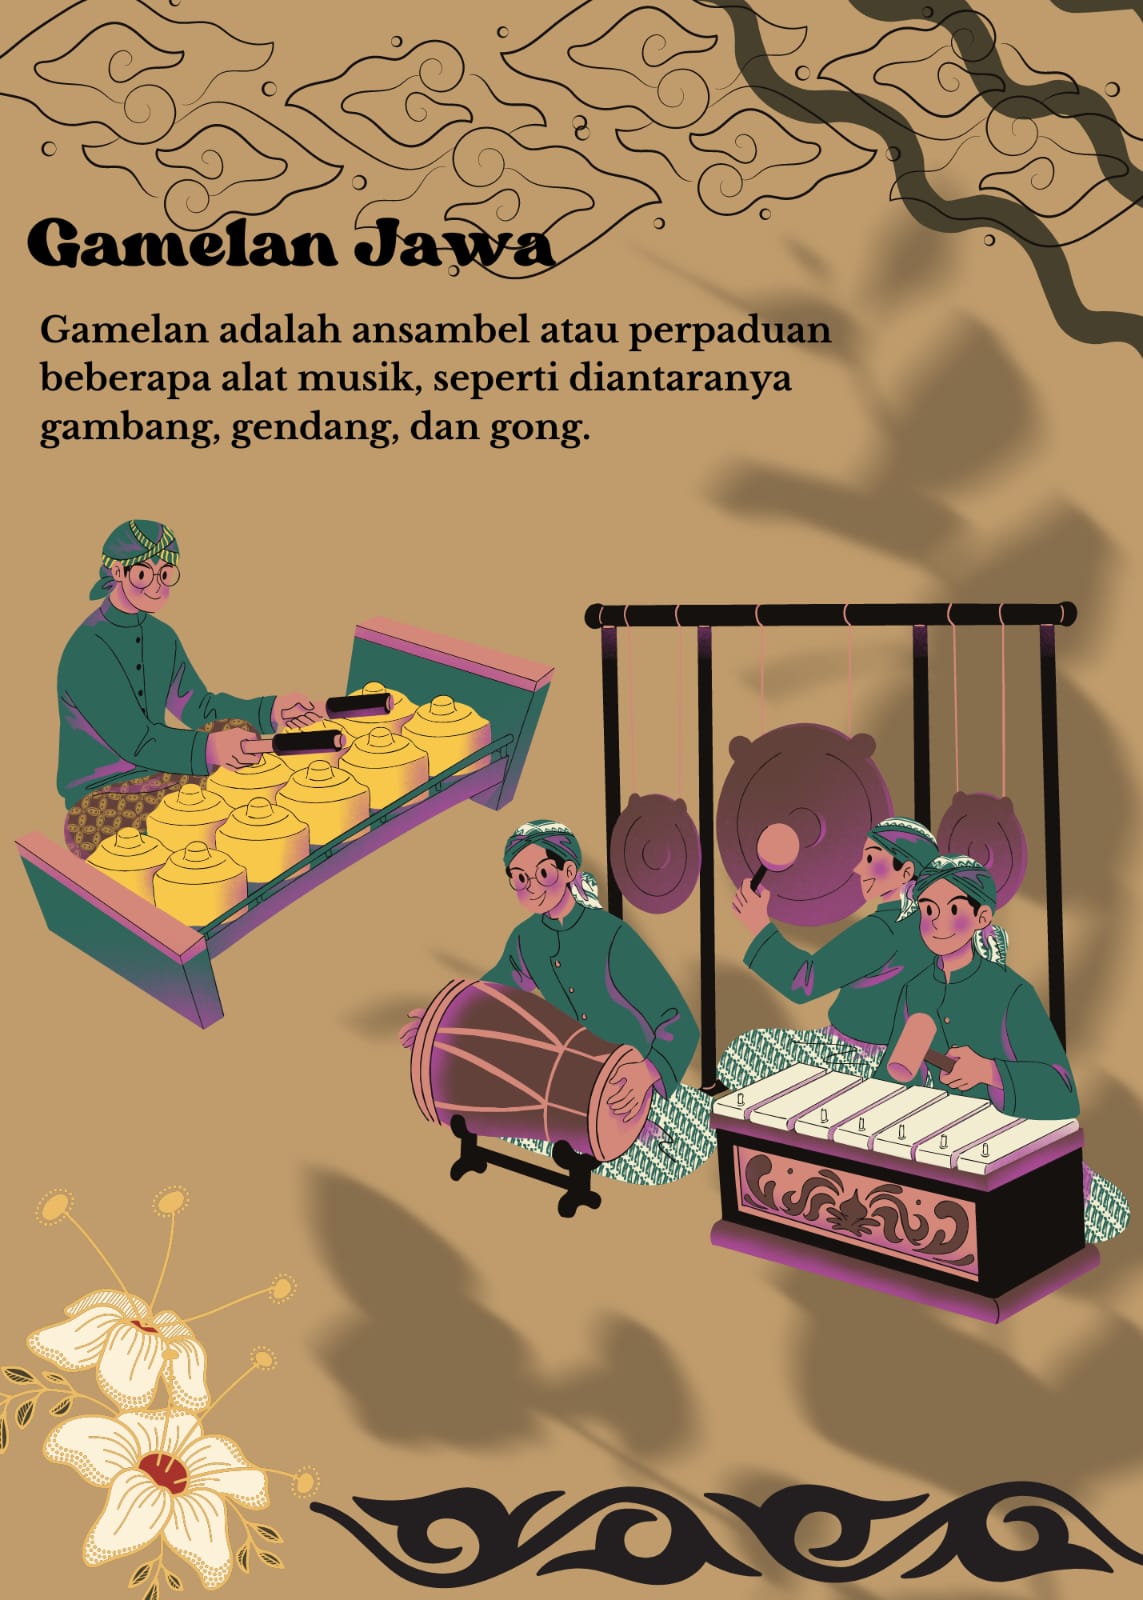 Gamelan Jawa
Gamelan adalah ansambel atau perpaduan
beberapa alat musik, seperti diantaranya
gambang, gendang, dan gong.